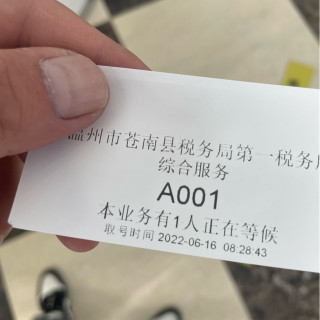 温州市苍南县税务局第一税务
综合服务
A001
本业务有1人正在等候
取号时间 2022-06-16 08:28:43